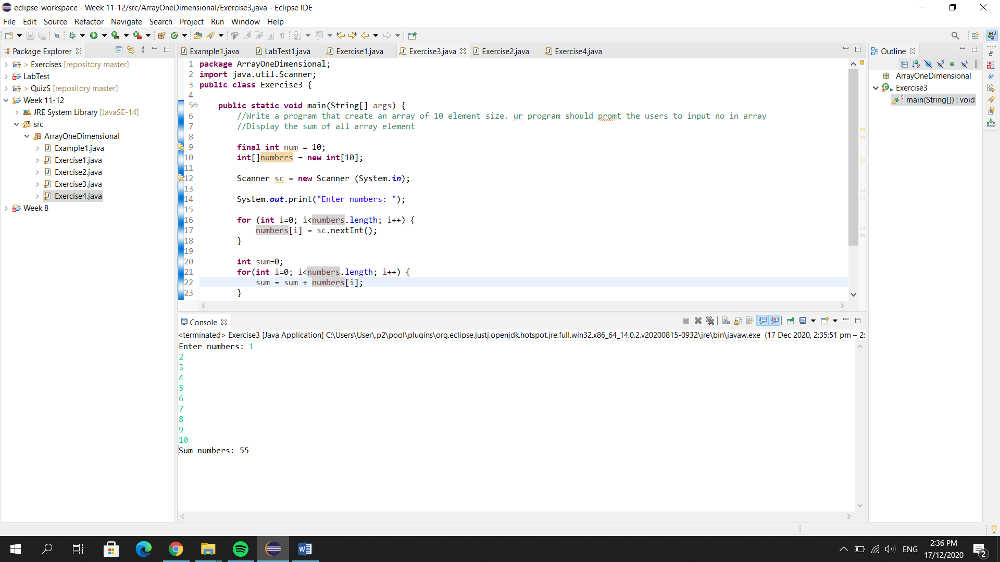 eclipse-workspace - Week 11-12/src/ArrayOneDimensional/Exercise3.java - Eclipse IDE
File Edit Source Refactor Navigate Search Project Run Window Help
Package Explorer
> Exercises [repository master]
LabTest
> QuizS [repository master]
Week 11-12
JRE System Library [JavaSE-14]
src
ArrayOneDimensional
Example1.java
Exercise1.java
Exercise2.java
Exercise3.java
Exercise4.java
Week 8
Example1.java LabTest1.java Exercise1.java Exercise3.java Exercise2.java Exercise4.java
1 package ArrayOneDimensional;
2 import java.util.Scanner;
3 public class Exercise3 {
4
5 public static void main(String[] args) {
6 //Write a program that create an array of 10 element size. ur program should promt the users to input no in array
7 //Display the sum of all array element
8
9 final int num = 10;
10 int[]numbers = new int[10];
11
12 Scanner sc = new Scanner (System.in);
13
14 System.out.print("Enter numbers: ");
15
16 for (int i=0; i<numbers.length; i++) {
17 numbers[i] = sc.nextInt();
18 }
19
20 int sum=0;
21 for(int i=0; i<numbers.length; i++) {
22 sum = sum + numbers[i];
23 }
Console
<terminated> Exercise3 [Java Application] C:\Users\User\.p2\pool\plugins\org.eclipse.justj.openjdk.hotspot.jre.full.win32.x86_64_14.0.2.v20200815-0932\jre\bin\javaw.exe (17 Dec 2020, 2:35:51 pm – 2:
Enter numbers: 1
2
3
4
5
6
7
8
9
10
Sum numbers: 55
Outline
ArrayOneDimensional
Exercise3
main(String[]) : void
ENG
2:36 PM
17/12/2020
2